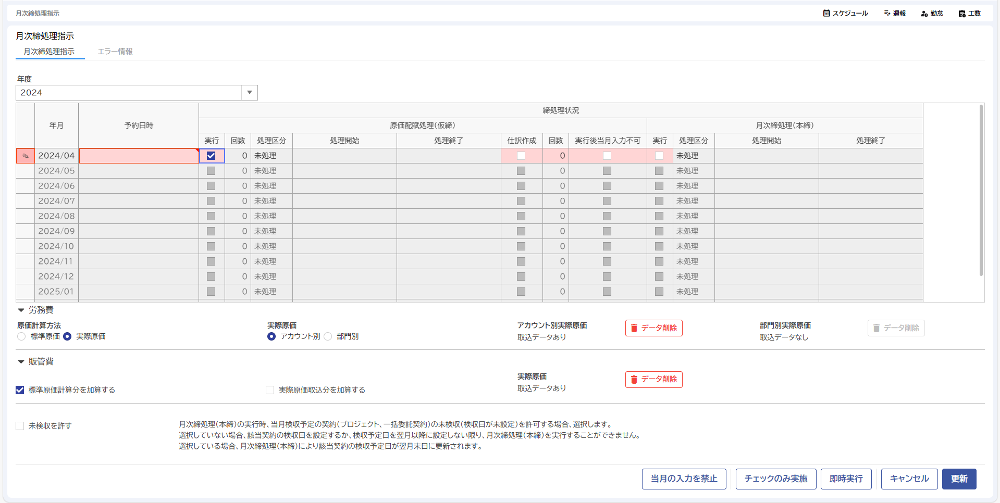 月次締処理指示
スケジュール 週報 勤怠 工数
月次締処理指示
月次締処理指示 エラー情報
年度
2024
締処理状況
年月 予約日時 原価配賦処理(仮締) 月次締処理(本締)
実行 回数 処理区分 処理開始 処理終了 仕訳作成 回数 実行後当月入力不可 実行 処理区分 処理開始 処理終了
2024/04 0 未処理 0 未処理
2024/05 0 未処理 0 未処理
2024/06 0 未処理 0 未処理
2024/07 0 未処理 0 未処理
2024/08 0 未処理 0 未処理
2024/09 0 未処理 0 未処理
2024/10 0 未処理 0 未処理
2024/11 0 未処理 0 未処理
2024/12 0 未処理 0 未処理
2025/01 0 未処理 0 未処理
労務費
原価計算方法 実際原価 アカウント別実際原価 データ削除 部門別実際原価 データ削除
標準原価 実際原価 アカウント別 部門別 取込データあり 取込データなし
販管費
実際原価 データ削除
標準原価計算分を加算する 実際原価取込分を加算する 取込データあり
未検収を許す 月次締処理(本締)の実行時、当月検収予定の契約(プロジェクト、一括委託契約)の未検収(検収日が未設定)を許可する場合、選択します。
選択していない場合、該当契約の検収日を設定するか、検収予定日を翌月以降に設定しない限り、月次締処理(本締)を実行することができません。
選択している場合、月次締処理(本締)により該当契約の検収予定日が翌月末日に更新されます。
当月の入力を禁止 チェックのみ実施 即時実行 キャンセル 更新